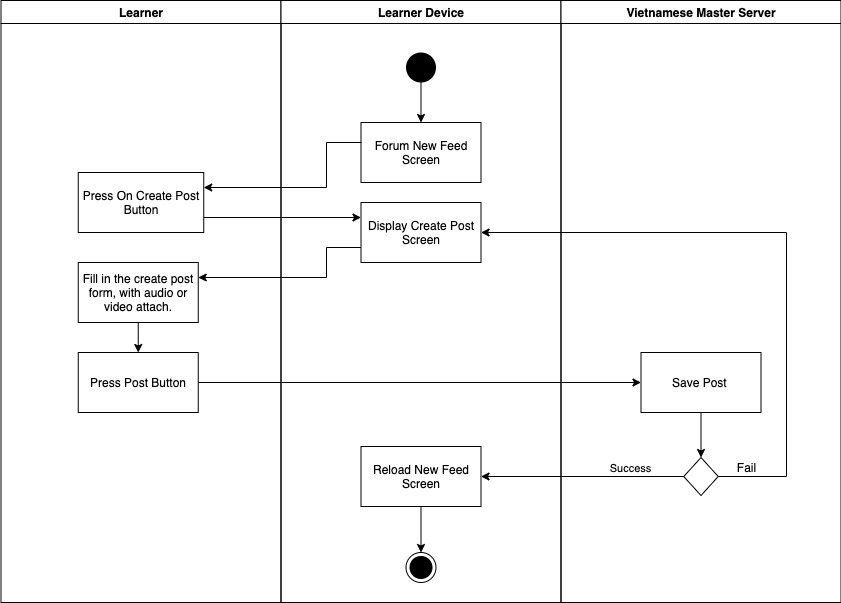 Learner
Learner Device
Vietnamese Master Server
Forum New Feed
Screen
Press On Create Post
Button
Display Create Post
Screen
Fill in the create post
form, with audio or
video attach.
Press Post Button
Save Post
Reload New Feed
Screen
Success
Fail